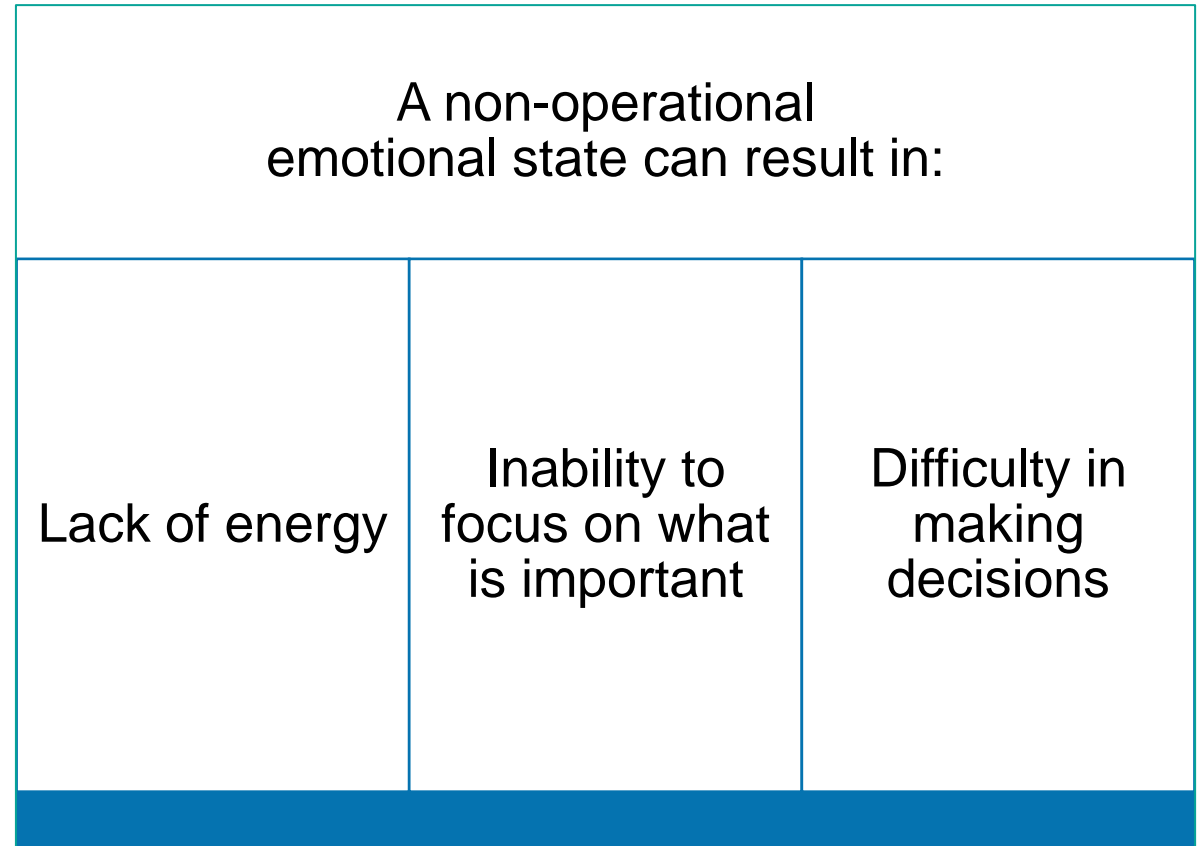 A non-operational
emotional state can result in:
Lack of energy
Inability to
focus on what
is important
Difficulty in
making
decisions